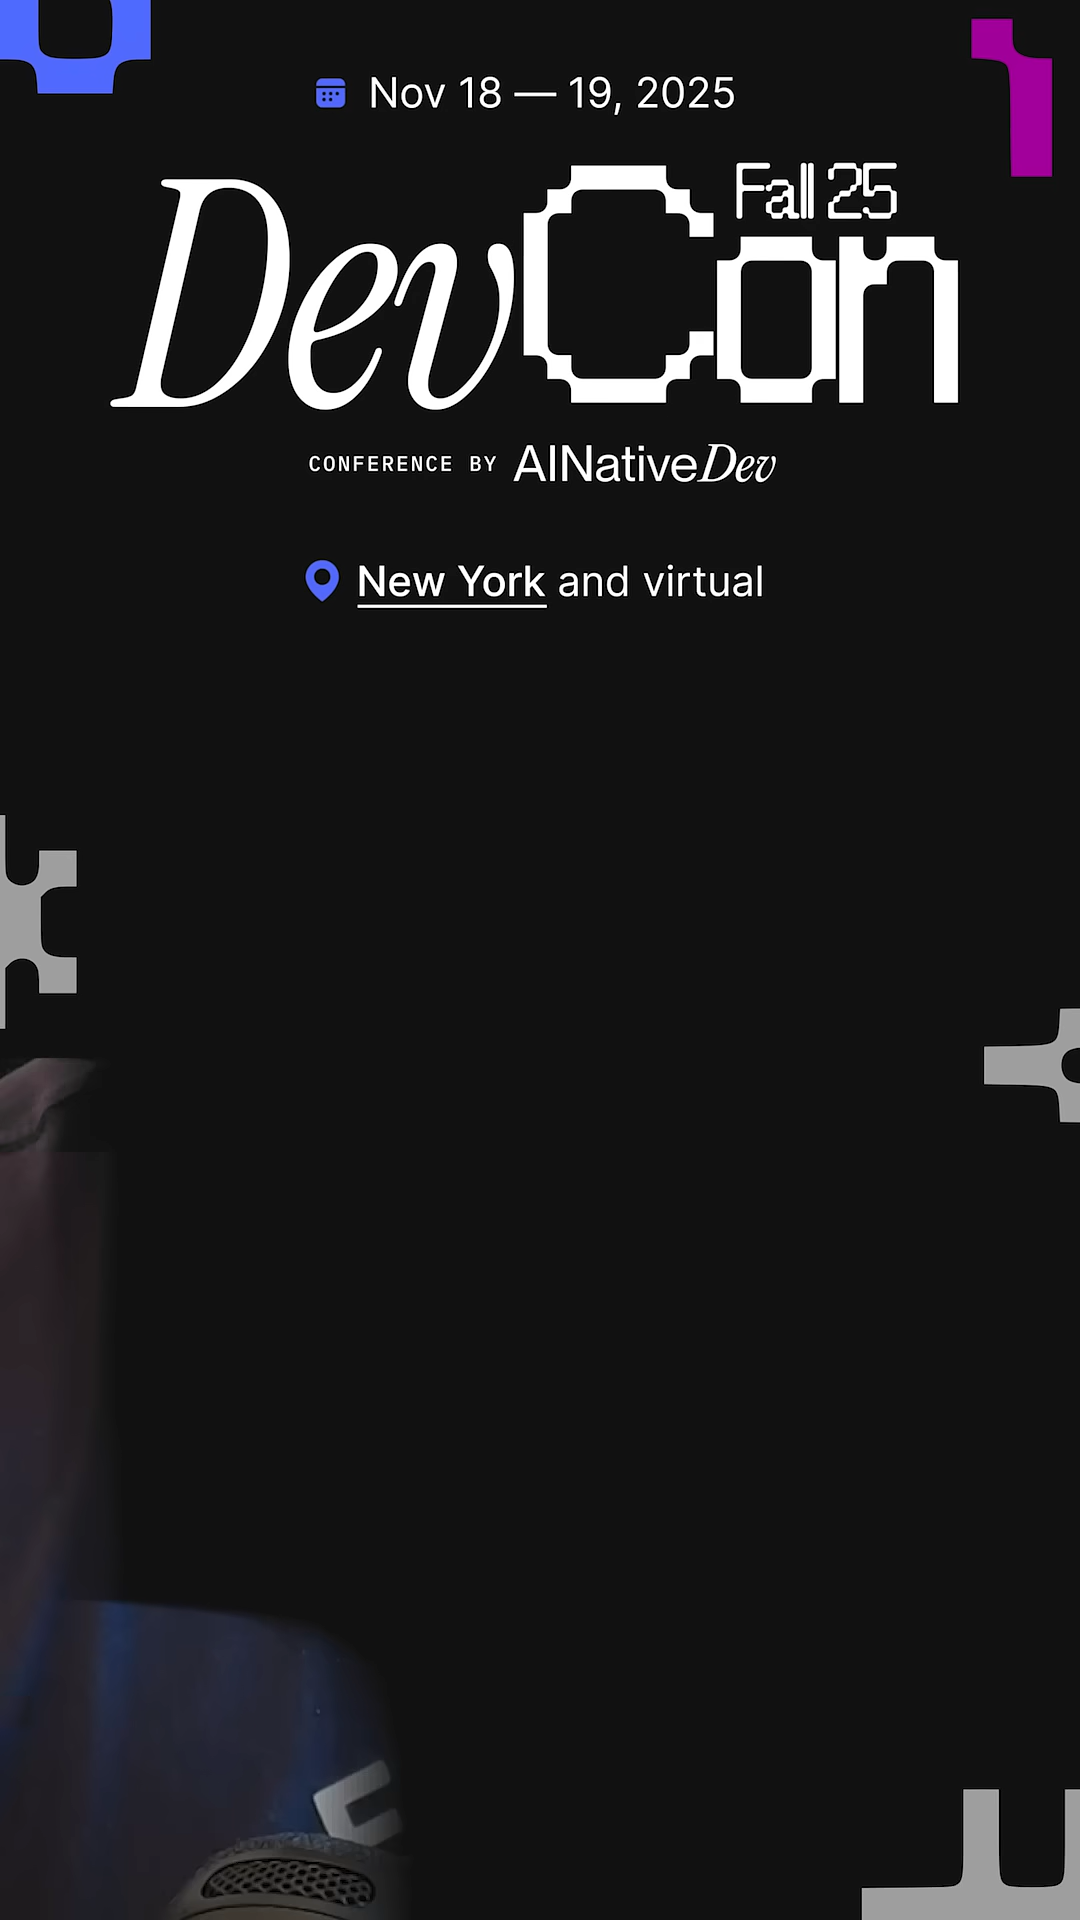 Nov 18 — 19, 2025
Fall 25
DevCon
CONFERENCE BY AINativeDev
New York and virtual